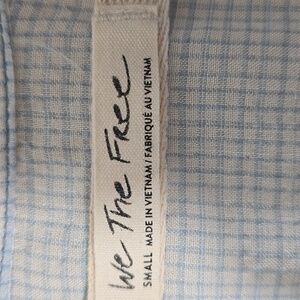 We The Free
SMALL MADE IN VIETNAM / FABRIQUÉ AU VIETNAM